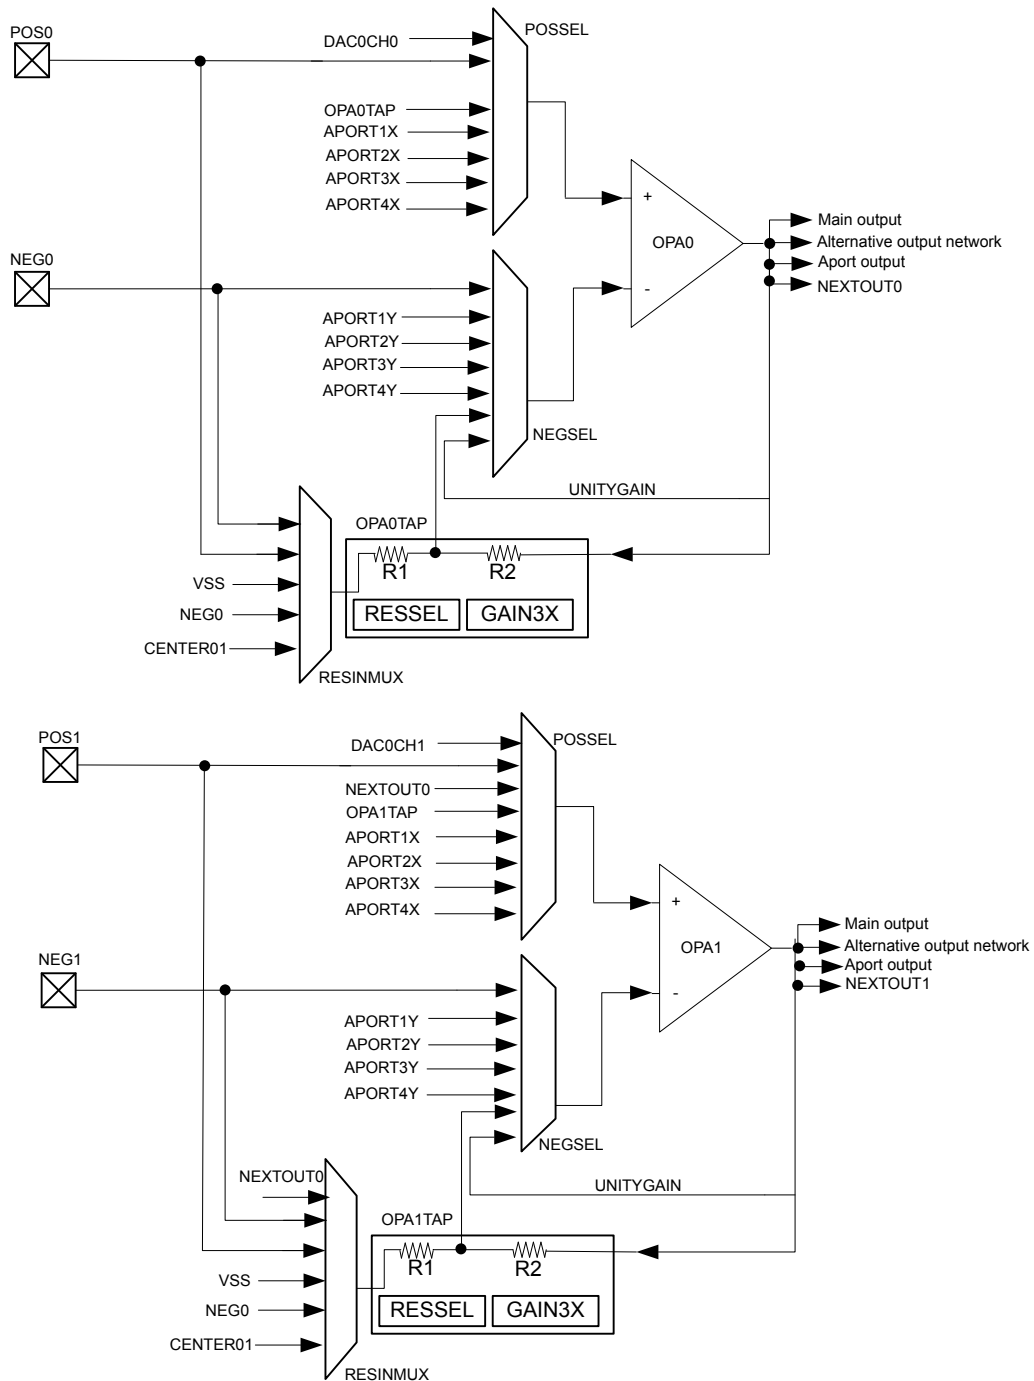 POS0
DAC0CH0
POSSEL
OPA0TAP
APORT1X
APORT2X
APORT3X
APORT4X
+
OPA0
-
Main output
Alternative output network
Aport output
NEXTOUT0
NEG0
APORT1Y
APORT2Y
APORT3Y
APORT4Y
NEGSEL
UNITYGAIN
OPA0TAP
R1
R2
VSS
RESSEL
GAIN3X
NEG0
CENTER01
RESINMUX
POS1
DAC0CH1
POSSEL
NEXTOUT0
OPA1TAP
APORT1X
APORT2X
APORT3X
APORT4X
+
OPA1
-
Main output
Alternative output network
Aport output
NEXTOUT1
NEG1
APORT1Y
APORT2Y
APORT3Y
APORT4Y
NEGSEL
NEXTOUT0
UNITYGAIN
OPA1TAP
R1
R2
VSS
RESSEL
GAIN3X
NEG0
CENTER01
RESINMUX